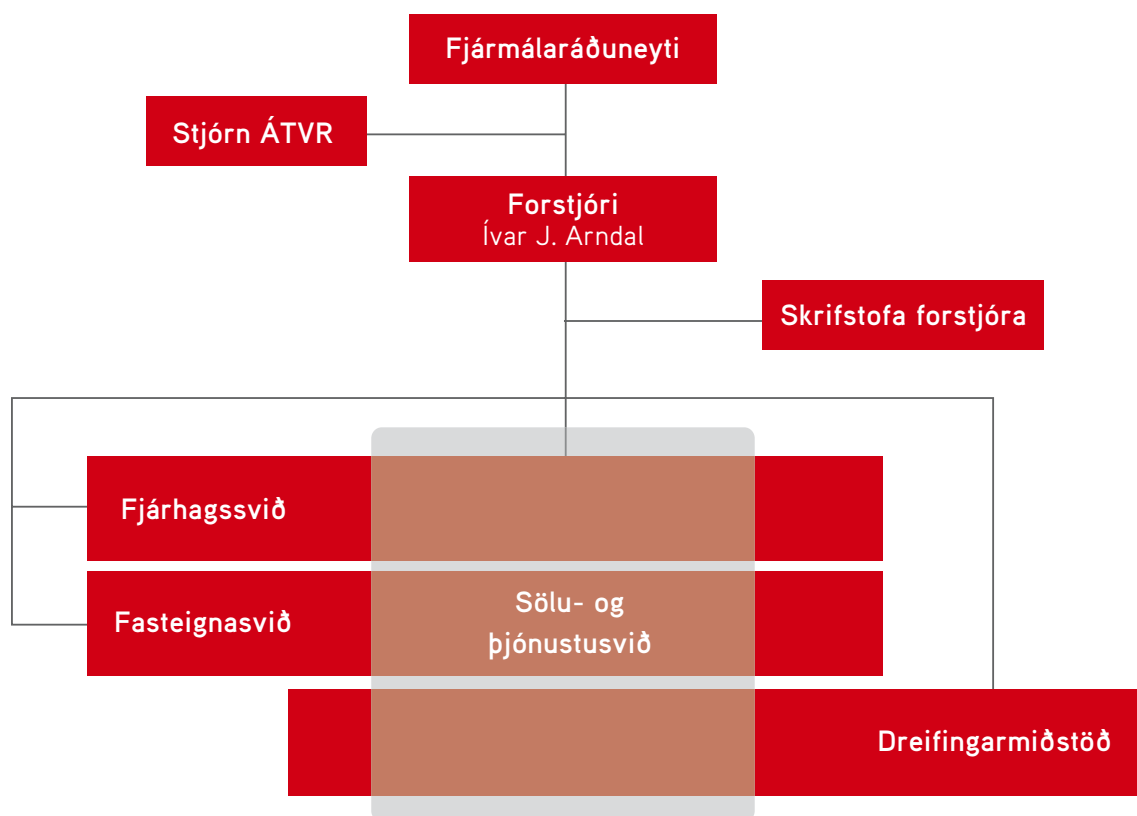 Fjármálaráðuneyti
Stjórn ÁTVR
Forstjóri
Ívar J. Arndal
Skrifstofa forstjóra
Fjárhagssvið
Fasteignasvið
Sölu- og
þjónustusvið
Dreifingarmiðstöð